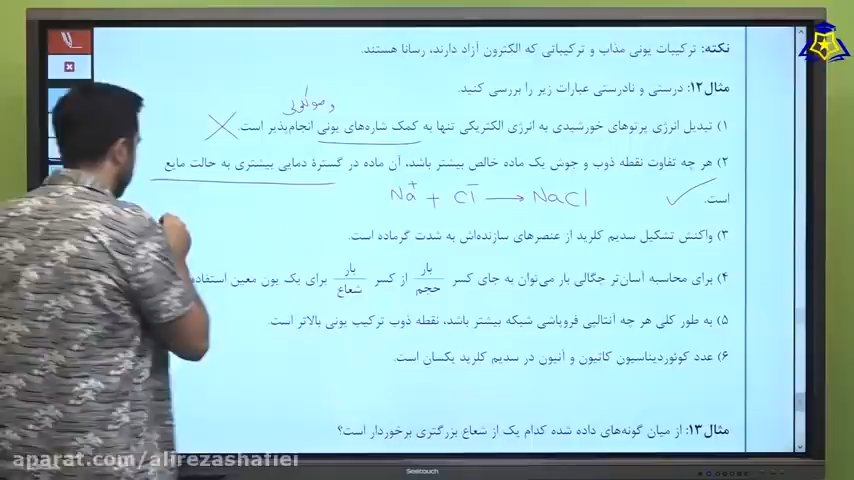 نکته: ترکیبات یونی مذاب و ترکیباتی که الکترون آزاد دارند، رسانا هستند.
مثال۱۲: درستی و نادرستی عبارات زیر را بررسی کنید.
و مولکولی
۱) تبدیل انرژی پرتوهای خورشیدی به انرژی الکتریکی تنها به کمک شاره‌های یونی انجام‌پذیر است.
۲) هر چه تفاوت نقطه ذوب و جوش یک ماده خالص بیشتر باشد، آن ماده در گسترهٔ دمایی بیشتری به حالت مایع
است.
Na⁺ + Cl⁻ → NaCl
۳) واکنش تشکیل سدیم کلرید از عنصرهای سازنده‌اش به شدت گرماده است.
۴) برای محاسبه آسان‌تر چگالی بار می‌توان به جای کسر بار/حجم از کسر بار/شعاع برای یک یون معین استفاده
۵) به طور کلی هر چه آنتالپی فروپاشی شبکه بیشتر باشد، نقطه ذوب ترکیب یونی بالاتر است.
۶) عدد کوئوردیناسیون کاتیون و آنیون در سدیم کلرید یکسان است.
مثال۱۳: از میان گونه‌های داده شده کدام یک از شعاع بزرگتری برخوردار است؟
aparat.com/alirezashafiei
Seetouch